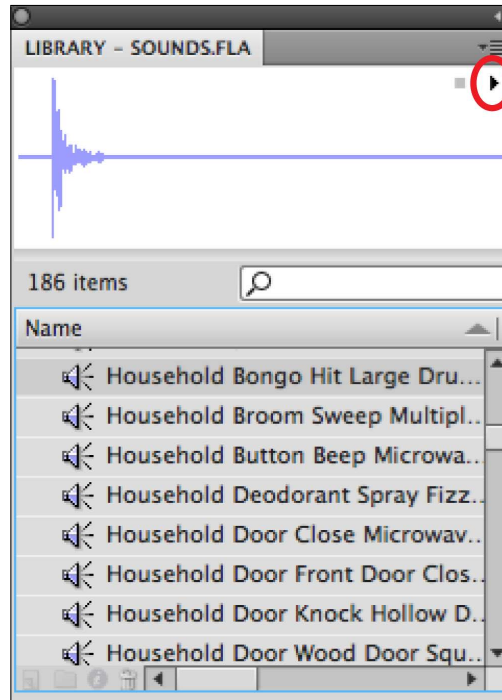 LIBRARY – SOUNDS.FLA
186 items
Name
Household Bongo Hit Large Dru...
Household Broom Sweep Multipl..
Household Button Beep Microwa..
Household Deodorant Spray Fizz..
Household Door Close Microwav..
Household Door Front Door Clos..
Household Door Knock Hollow D..
Household Door Wood Door Squ..